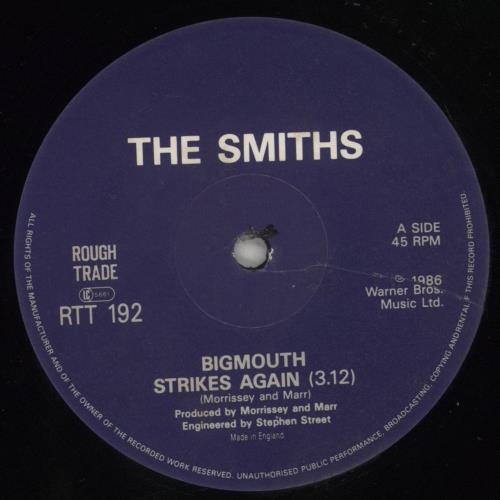 THE SMITHS
ROUGH
TRADE
LC 5661
RTT 192
A SIDE
45 RPM
℗ 1986
Warner Bros.
Music Ltd.
BIGMOUTH
STRIKES AGAIN (3.12)
(Morrissey and Marr)
Produced by Morrissey and Marr
Engineered by Stephen Street
Made in England
ALL RIGHTS OF THE MANUFACTURER AND OF THE OWNER OF THE RECORDED WORK RESERVED. UNAUTHORISED PUBLIC PERFORMANCE, BROADCASTING, COPYING AND RENTAL OF THIS RECORD PROHIBITED.